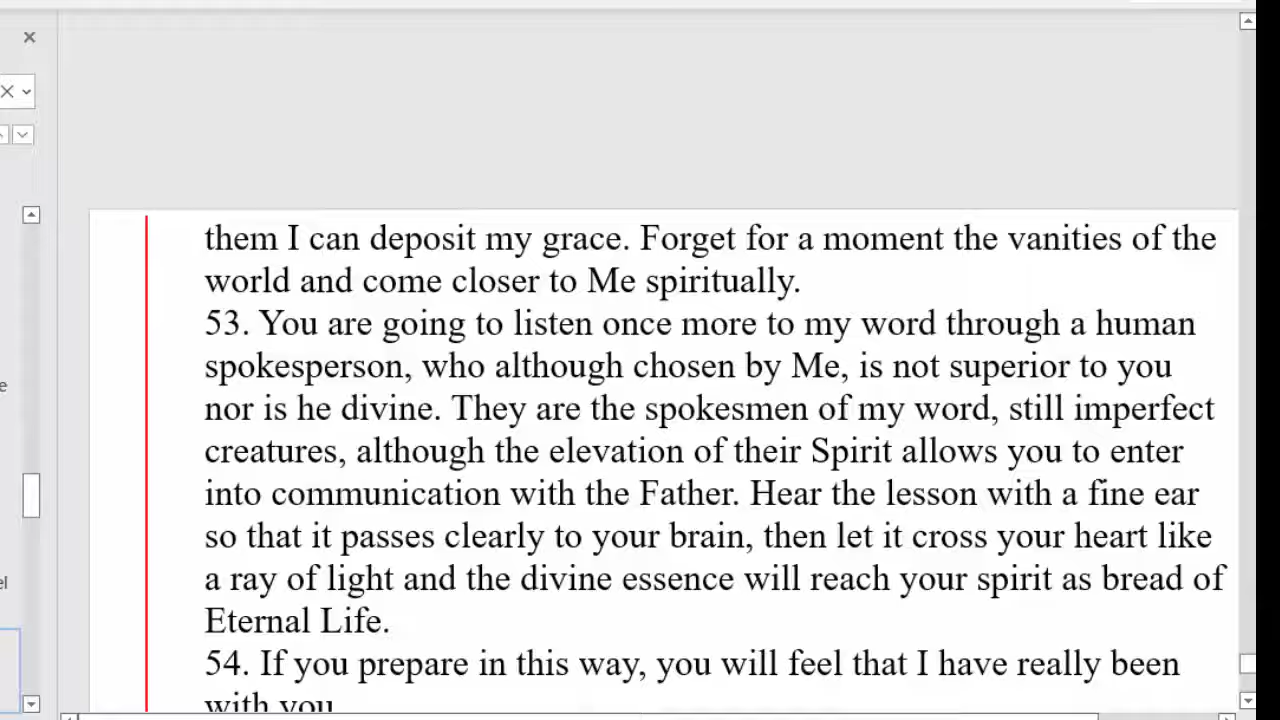 them I can deposit my grace. Forget for a moment the vanities of the
world and come closer to Me spiritually.
53. You are going to listen once more to my word through a human
spokesperson, who although chosen by Me, is not superior to you
nor is he divine. They are the spokesmen of my word, still imperfect
creatures, although the elevation of their Spirit allows you to enter
into communication with the Father. Hear the lesson with a fine ear
so that it passes clearly to your brain, then let it cross your heart like
a ray of light and the divine essence will reach your spirit as bread of
Eternal Life.
54. If you prepare in this way, you will feel that I have really been
with you